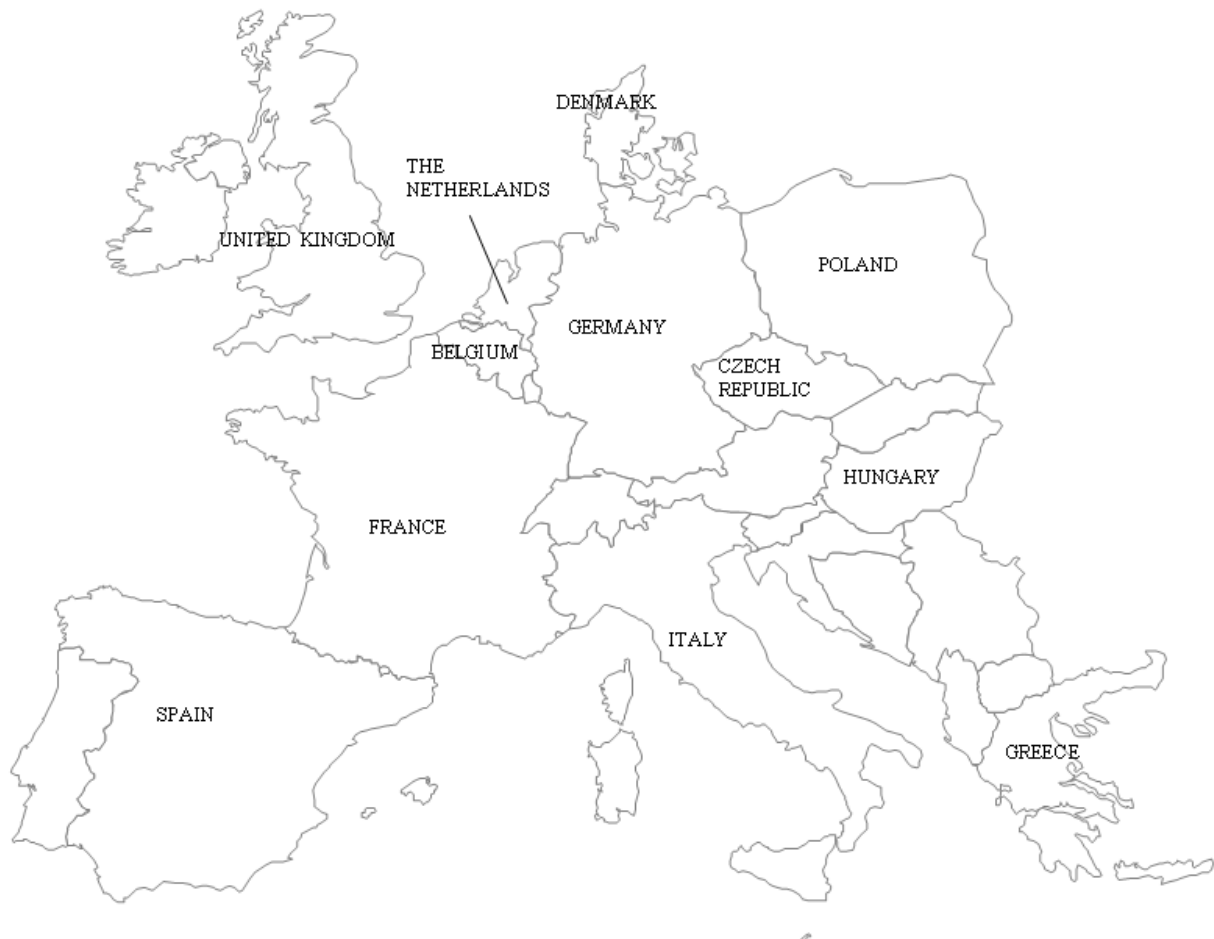 DENMARK
THE
NETHERLANDS
UNITED KINGDOM
POLAND
GERMANY
BELGIUM
CZECH
REPUBLIC
HUNGARY
FRANCE
ITALY
SPAIN
GREECE